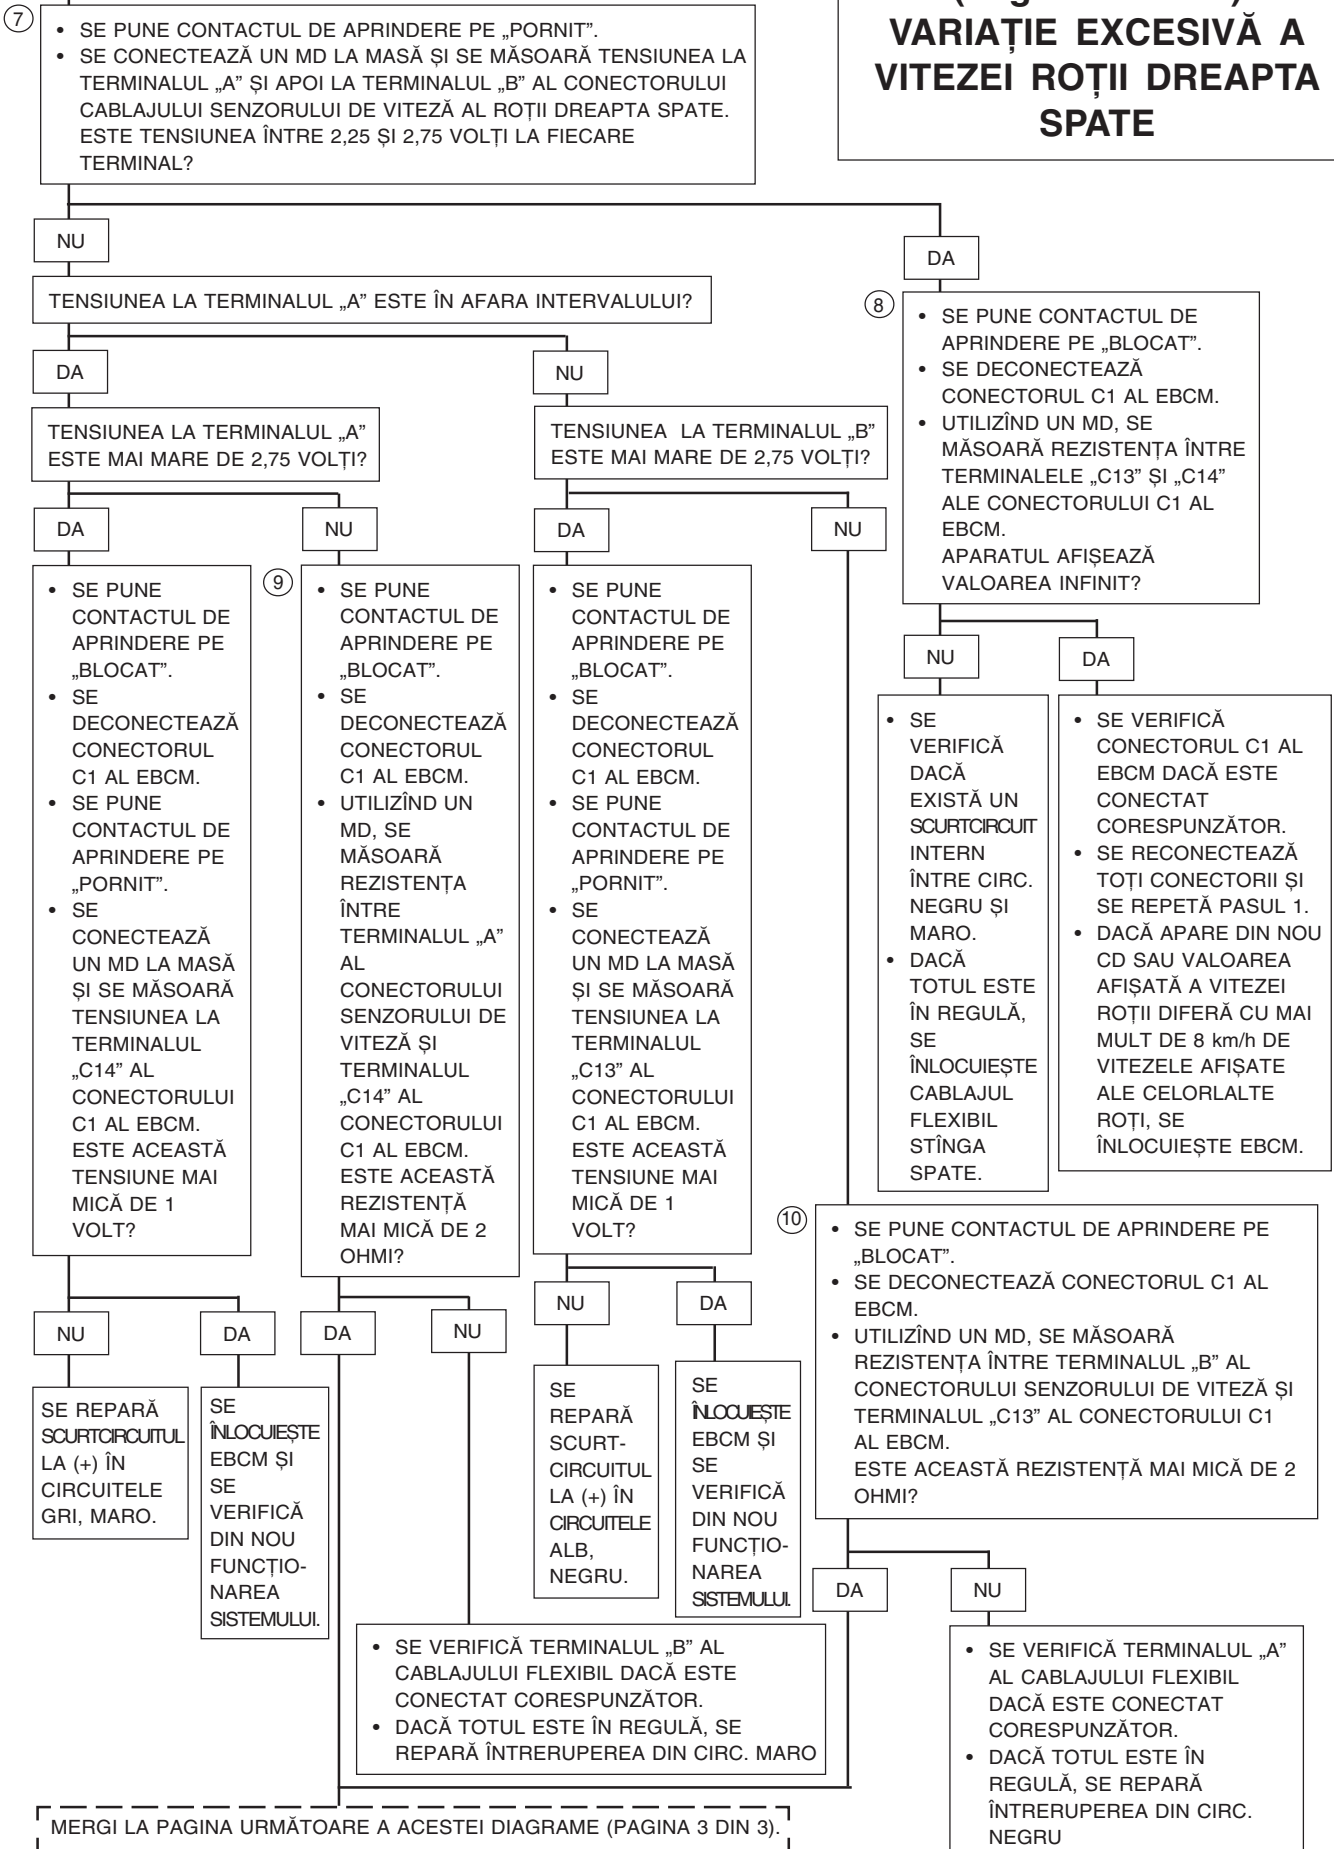 VARIAȚIE EXCESIVĂ A
VITEZEI ROȚII DREAPTA
SPATE
7
• SE PUNE CONTACTUL DE APRINDERE PE „PORNIT”.
• SE CONECTEAZĂ UN MD LA MASĂ ȘI SE MĂSOARĂ TENSIUNEA LA
TERMINALUL „A” ȘI APOI LA TERMINALUL „B” AL CONECTORULUI
CABLAJULUI SENZORULUI DE VITEZĂ AL ROȚII DREAPTA SPATE.
ESTE TENSIUNEA ÎNTRE 2,25 ȘI 2,75 VOLȚI LA FIECARE
TERMINAL?
NU
DA
TENSIUNEA LA TERMINALUL „A” ESTE ÎN AFARA INTERVALULUI?
DA
NU
TENSIUNEA LA TERMINALUL „A”
ESTE MAI MARE DE 2,75 VOLȚI?
TENSIUNEA LA TERMINALUL „B”
ESTE MAI MARE DE 2,75 VOLȚI?
8
• SE PUNE CONTACTUL DE
APRINDERE PE „BLOCAT”.
• SE DECONECTEAZĂ
CONECTORUL C1 AL EBCM.
• UTILIZÎND UN MD, SE
MĂSOARĂ REZISTENȚA ÎNTRE
TERMINALELE „C13” ȘI „C14”
ALE CONECTORULUI C1 AL
EBCM.
APARATUL AFIȘEAZĂ
VALOAREA INFINIT?
DA
NU
DA
NU
• SE PUNE
CONTACTUL DE
APRINDERE PE
„BLOCAT”.
• SE
DECONECTEAZĂ
CONECTORUL
C1 AL EBCM.
• SE PUNE
CONTACTUL DE
APRINDERE PE
„PORNIT”.
• SE
CONECTEAZĂ
UN MD LA MASĂ
ȘI SE MĂSOARĂ
TENSIUNEA LA
TERMINALUL
„C14” AL
CONECTORULUI
C1 AL EBCM.
ESTE ACEASTĂ
TENSIUNE MAI
MICĂ DE 1
VOLT?
9
• SE PUNE
CONTACTUL DE
APRINDERE PE
„BLOCAT”.
• SE
DECONECTEAZĂ
CONECTORUL
C1 AL EBCM.
• UTILIZÎND UN
MD, SE
MĂSOARĂ
REZISTENȚA
ÎNTRE
TERMINALUL „A”
AL
CONECTORULUI
SENZORULUI DE
VITEZĂ ȘI
TERMINALUL
„C14” AL
CONECTORULUI
C1 AL EBCM.
ESTE ACEASTĂ
REZISTENȚĂ
MAI MICĂ DE 2
OHMI?
• SE PUNE
CONTACTUL DE
APRINDERE PE
„BLOCAT”.
• SE
DECONECTEAZĂ
CONECTORUL
C1 AL EBCM.
• SE PUNE
CONTACTUL DE
APRINDERE PE
„PORNIT”.
• SE
CONECTEAZĂ
UN MD LA MASĂ
ȘI SE MĂSOARĂ
TENSIUNEA LA
TERMINALUL
„C13” AL
CONECTORULUI
C1 AL EBCM.
ESTE ACEASTĂ
TENSIUNE MAI
MICĂ DE 1
VOLT?
NU
DA
• SE
VERIFICĂ
DACĂ
EXISTĂ UN
SCURTCIRCUIT
INTERN
ÎNTRE CIRC.
NEGRU ȘI
MARO.
• DACĂ
TOTUL ESTE
ÎN REGULĂ,
SE
ÎNLOCUIEȘTE
CABLAJUL
FLEXIBIL
STÎNGA
SPATE.
• SE VERIFICĂ
CONECTORUL C1 AL
EBCM DACĂ ESTE
CONECTAT
CORESPUNZĂTOR.
• SE RECONECTEAZĂ
TOȚI CONECTORII ȘI
SE REPETĂ PASUL 1.
• DACĂ APARE DIN NOU
CD SAU VALOAREA
AFIȘATĂ A VITEZEI
ROȚII DIFERĂ CU MAI
MULT DE 8 km/h DE
VITEZELE AFIȘATE
ALE CELORLALTE
ROȚI, SE
ÎNLOCUIEȘTE EBCM.
10
• SE PUNE CONTACTUL DE APRINDERE PE
„BLOCAT”.
• SE DECONECTEAZĂ CONECTORUL C1 AL
EBCM.
• UTILIZÎND UN MD, SE MĂSOARĂ
REZISTENȚA ÎNTRE TERMINALUL „B” AL
CONECTORULUI SENZORULUI DE VITEZĂ ȘI
TERMINALUL „C13” AL CONECTORULUI C1
AL EBCM.
ESTE ACEASTĂ REZISTENȚĂ MAI MICĂ DE 2
OHMI?
NU
DA
DA
NU
NU
DA
SE REPARĂ
SCURTCIRCUITUL
LA (+) ÎN
CIRCUITELE
GRI, MARO.
SE
ÎNLOCUIEȘTE
EBCM ȘI
SE
VERIFICĂ
DIN NOU
FUNCȚIO-
NAREA
SISTEMULUI.
SE
REPARĂ
SCURT-
CIRCUITUL
LA (+) ÎN
CIRCUITELE
ALB,
NEGRU.
SE
ÎNLOCUIEȘTE
EBCM ȘI
SE
VERIFICĂ
DIN NOU
FUNCȚIO-
NAREA
SISTEMULUI.
DA
NU
• SE VERIFICĂ TERMINALUL „B” AL
CABLAJULUI FLEXIBIL DACĂ ESTE
CONECTAT CORESPUNZĂTOR.
• DACĂ TOTUL ESTE ÎN REGULĂ, SE
REPARĂ ÎNTRERUPEREA DIN CIRC. MARO
• SE VERIFICĂ TERMINALUL „A”
AL CABLAJULUI FLEXIBIL
DACĂ ESTE CONECTAT
CORESPUNZĂTOR.
• DACĂ TOTUL ESTE ÎN
REGULĂ, SE REPARĂ
ÎNTRERUPEREA DIN CIRC.
NEGRU
MERGI LA PAGINA URMĂTOARE A ACESTEI DIAGRAME (PAGINA 3 DIN 3).